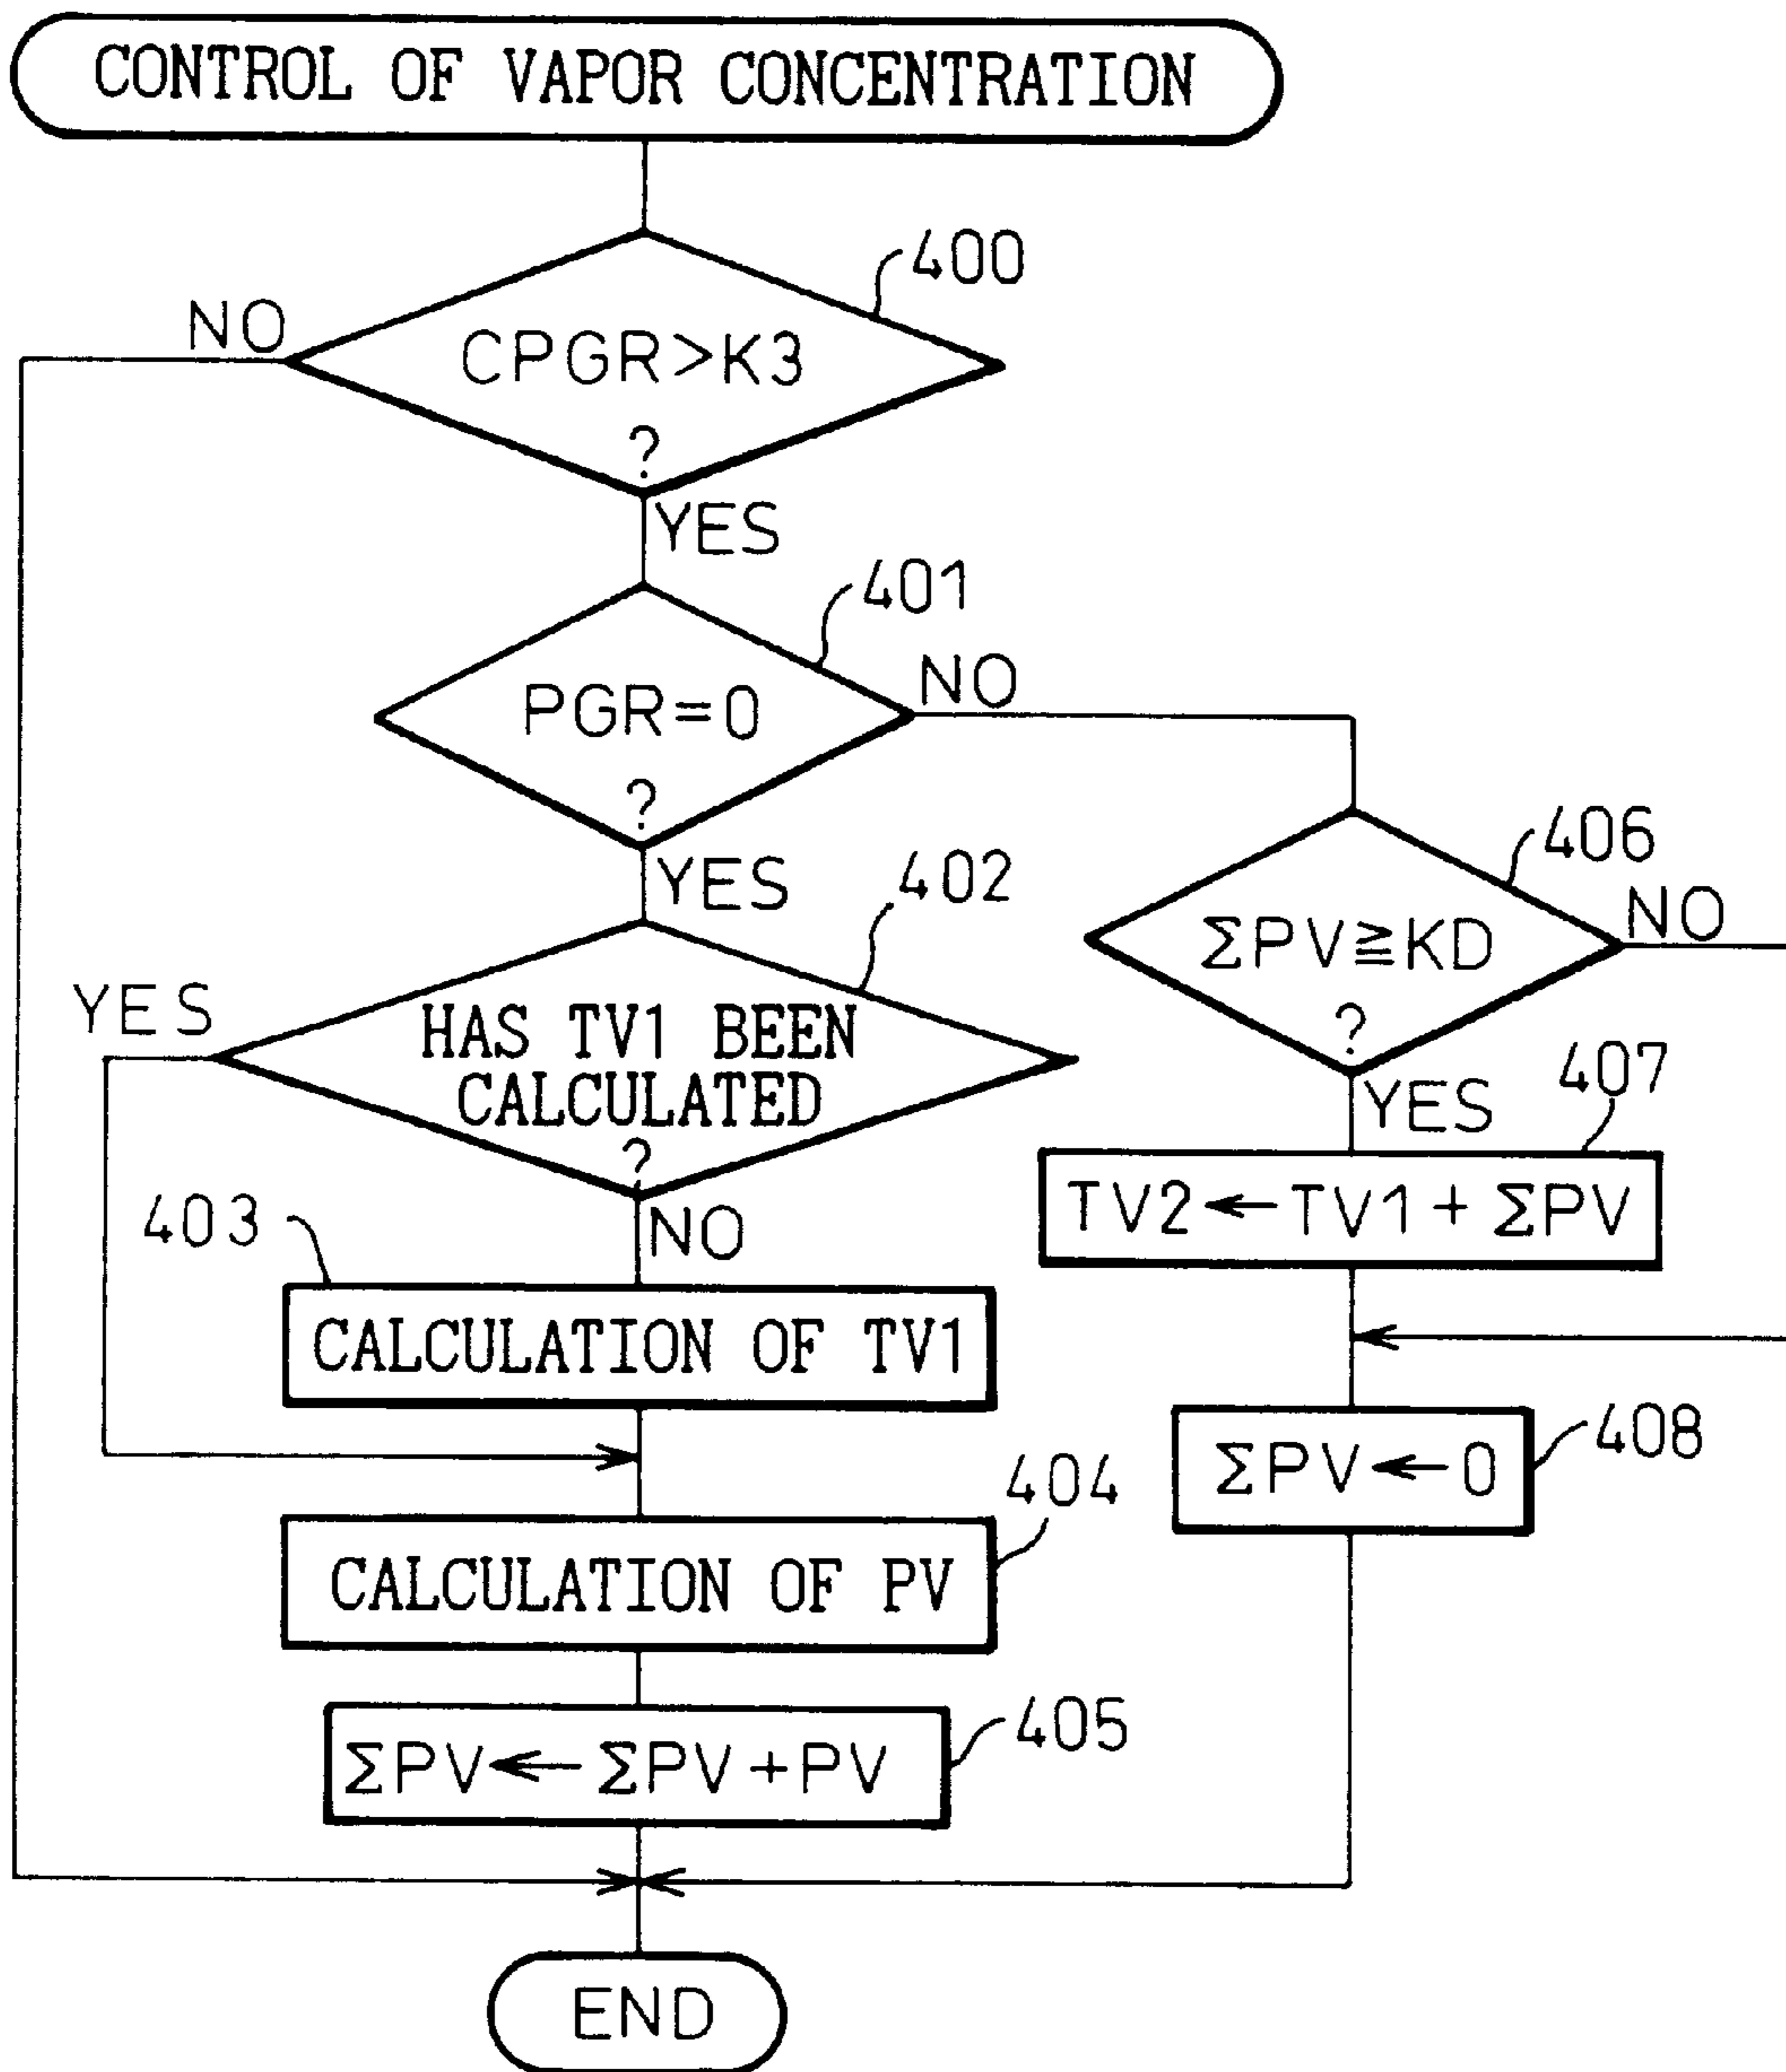 CONTROL OF VAPOR CONCENTRATION
400
NO
CPGR>K3
?
YES
401
PGR=0
NO
?
YES
402
406
ΣPV≧KD
NO
?
YES
HAS TV1 BEEN
CALCULATED
?
YES
407
403
NO
TV2←TV1+ΣPV
CALCULATION OF TV1
408
ΣPV←0
404
CALCULATION OF PV
405
ΣPV←ΣPV+PV
END